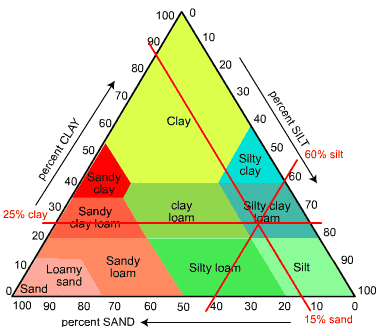 100
0
90
10
80
20
70
30
60
40
50
50
40
60
30
70
20
80
10
90
0
100
percent CLAY
percent SILT
Clay
Silty
clay
60% silt
Sandy
clay
25% clay
Sandy
clay loam
clay
loam
Silty clay
loam
Sandy
loam
Loamy
sand
Sand
Silty loam
Silt
100 90 80 70 60 50 40 30 20 10 0
percent SAND
15% sand